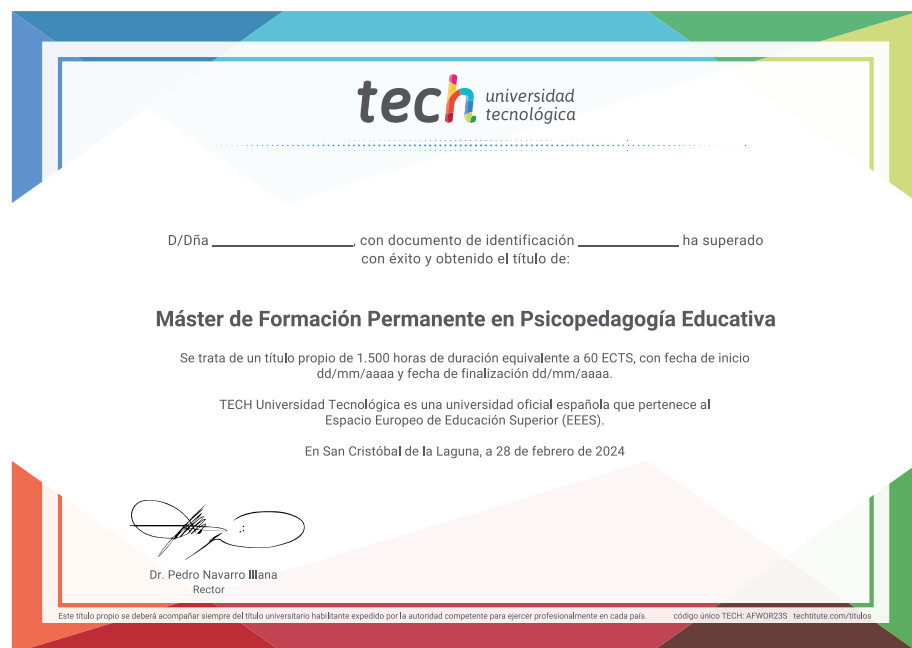 tech universidad
tecnológica
D/Dña ____________________, con documento de identificación ______________ ha superado
con éxito y obtenido el título de:
Máster de Formación Permanente en Psicopedagogía Educativa
Se trata de un título propio de 1.500 horas de duración equivalente a 60 ECTS, con fecha de inicio
dd/mm/aaaa y fecha de finalización dd/mm/aaaa.
TECH Universidad Tecnológica es una universidad oficial española que pertenece al
Espacio Europeo de Educación Superior (EEES).
En San Cristóbal de la Laguna, a 28 de febrero de 2024
Dr. Pedro Navarro Illana
Rector
Este título propio se deberá acompañar siempre del título universitario habilitante expedido por la autoridad competente para ejercer profesionalmente en cada país. código único TECH: AFWOR23S techtitute.com/titulos